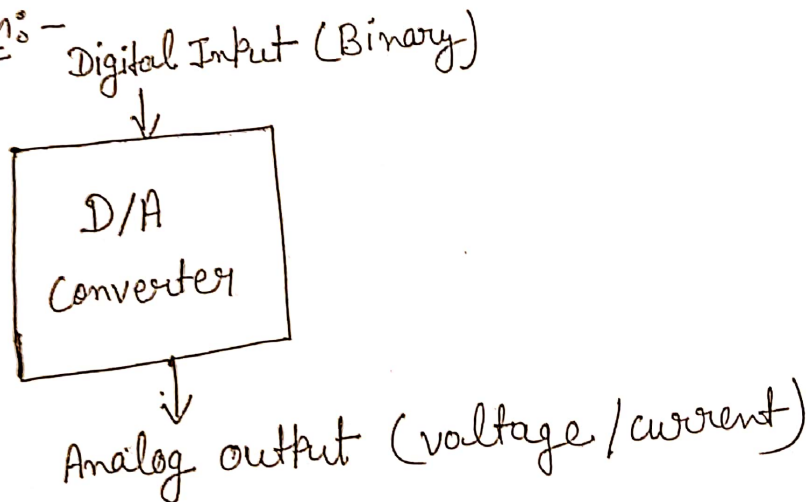 Digital Input (Binary)
D/A
Converter
Analog output (voltage/current)